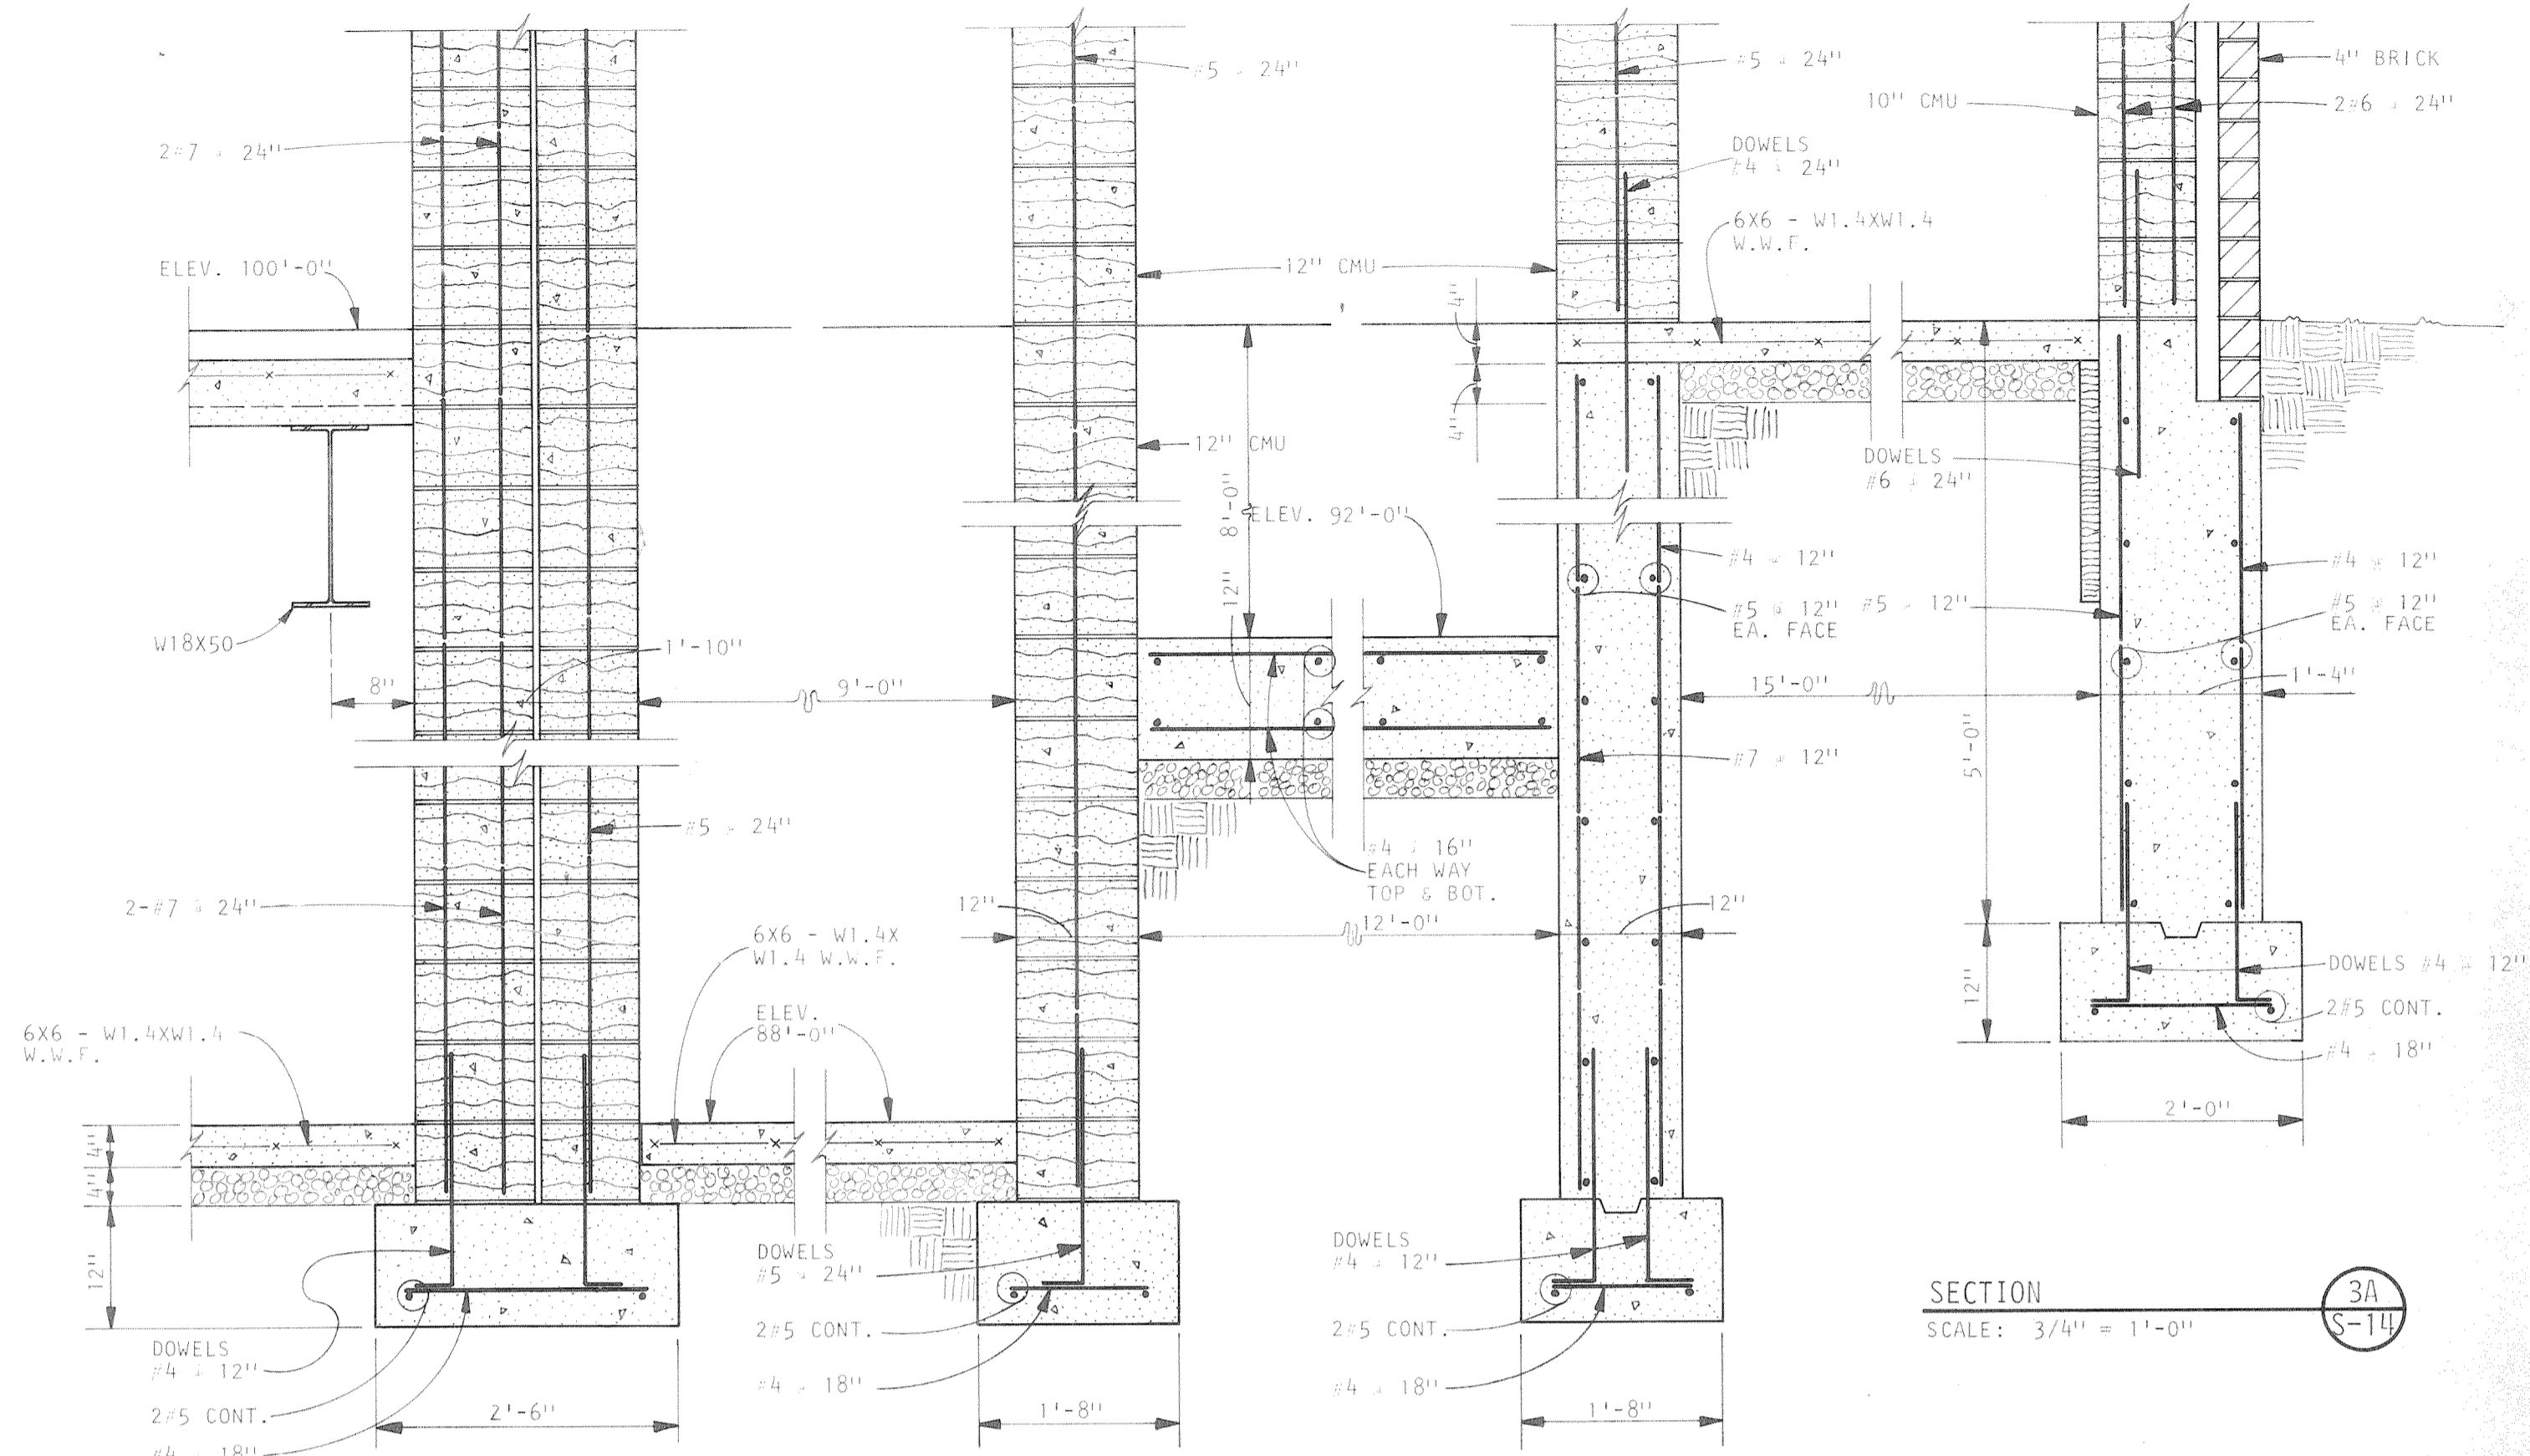 #5 @ 24"
#5 @ 24"
4" BRICK
10" CMU
2#6 @ 24"
2#7 @ 24"
DOWELS
#4 @ 24"
6X6 - W1.4XW1.4
W.W.F.
ELEV. 100'-0"
12" CMU
4"
4"
12" CMU
DOWELS
#6 @ 24"
8'-0"
ELEV. 92'-0"
#4 @ 12"
#4 @ 12"
12"
#5 @ 12"
EA. FACE
#5 @ 12"
#5 @ 12"
EA. FACE
W18X50
1'-10"
8"
9'-0"
15'-0"
1'-4"
5'-0"
#7 @ 12"
#5 @ 24"
#4 @ 16"
EACH WAY
TOP & BOT.
2-#7 @ 24"
12"
12'-0"
12"
6X6 - W1.4X
W1.4 W.W.F.
DOWELS #4 @ 12"
12"
2#5 CONT.
#4 @ 18"
ELEV.
88'-0"
6X6 - W1.4XW1.4
W.W.F.
2'-0"
4"
4"
12"
DOWELS
#5 @ 24"
DOWELS
#4 @ 12"
2#5 CONT.
2#5 CONT.
SECTION
3A
S-14
SCALE: 3/4" = 1'-0"
DOWELS
#4 @ 12"
#4 @ 18"
#4 @ 18"
2#5 CONT.
2'-6"
1'-8"
1'-8"
#4 @ 18"